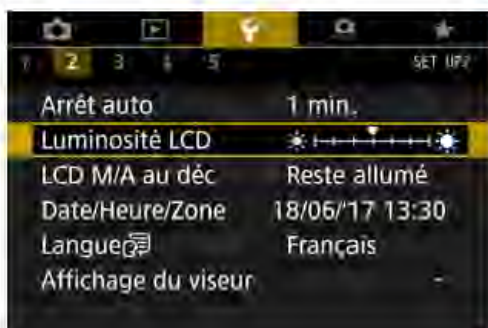 1 2 3 4 5 SET UP2
Arrêt auto 1 min.
Luminosité LCD
LCD M/A au déc Reste allumé
Date/Heure/Zone 18/06/'17 13:30
Langue Français
Affichage du viseur -